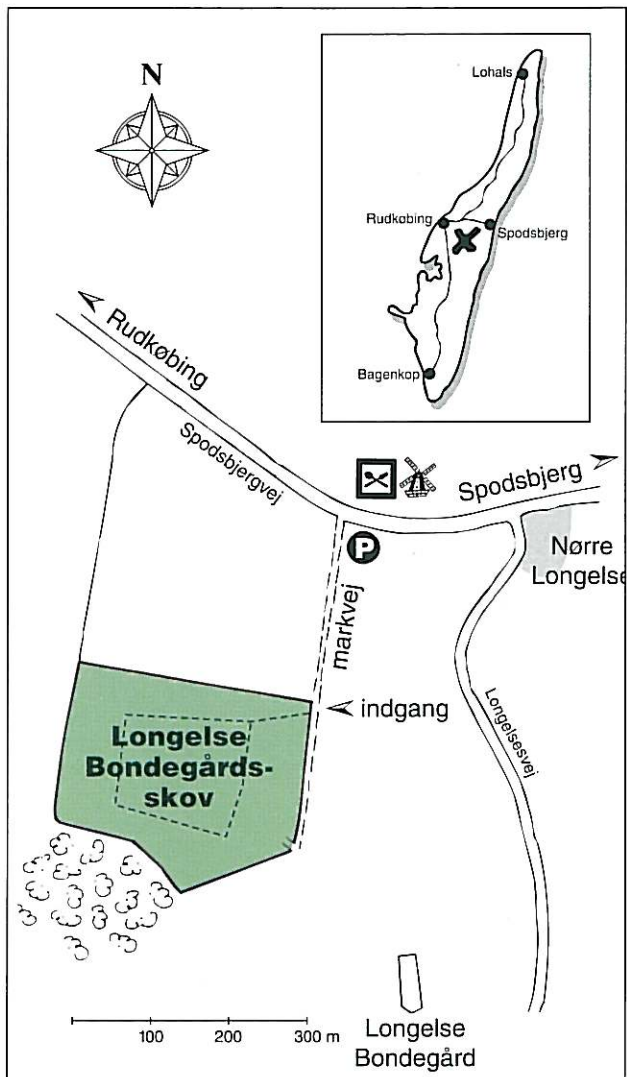 N
Lohals
Rudkøbing
Spodsbjerg
Bagenkop
Rudkøbing
Spodsbjergvej
Spodsbjerg
P
Nørre
Longelse
markvej
indgang
Longelsesvej
Longelse
Bondegårds-
skov
100 200 300 m
Longelse
Bondegård